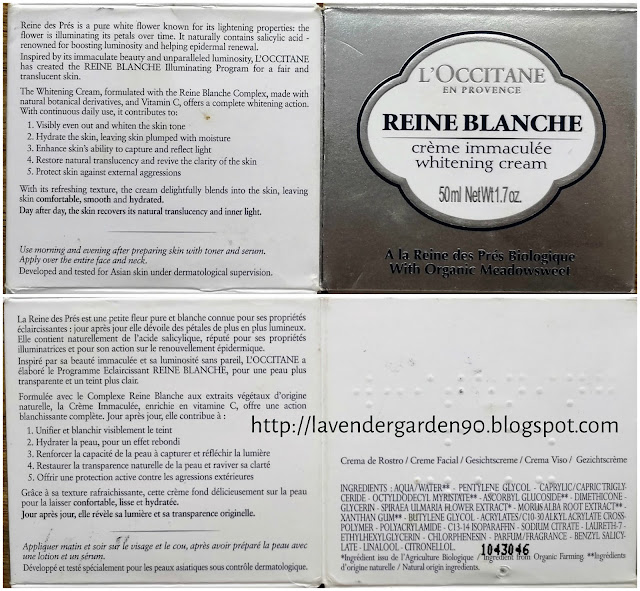 Reine des Prés is a pure white flower known for its lightening properties: the
flower is illuminating its petals over time. It naturally contains salicylic acid -
renowned for boosting luminosity and helping epidermal renewal.
Inspired by its immaculate beauty and unparalleled luminosity, L'OCCITANE
has created the REINE BLANCHE Illuminating Program for a fair and
translucent skin.
The Whitening Cream, formulated with the Reine Blanche Complex, made with
natural botanical derivatives, and Vitamin C, offers a complete whitening action.
With continuous daily use, it contributes to:
1. Visibly even out and whiten the skin tone
2. Hydrate the skin, leaving skin plumped with moisture
3. Enhance skin's ability to capture and reflect light
4. Restore natural translucency and revive the clarity of the skin
5. Protect skin against external aggressions
With its refreshing texture, the cream delightfully blends into the skin, leaving
skin comfortable, smooth and hydrated.
Day after day, the skin recovers its natural translucency and inner light.
Use morning and evening after preparing skin with toner and serum.
Apply over the entire face and neck.
Developed and tested for Asian skin under dermatological supervision.
L'OCCITANE
EN PROVENCE
REINE BLANCHE
crème immaculée
whitening cream
50ml NetWt1.7oz.
A la Reine des Prés Biologique
With Organic Meadowsweet
La Reine des Prés est une petite fleur pure et blanche connue pour ses propriétés
éclaircissantes : jour après jour elle dévoile des pétales de plus en plus lumineux.
Elle contient naturellement de l'acide salicylique, réputé pour ses propriétés
illuminatrices et pour son action sur le renouvellement épidermique.
Inspiré par sa beauté immaculée et sa luminosité sans pareil, L'OCCITANE a
élaboré le Programme Eclaircissant REINE BLANCHE, pour une peau plus
transparente et un teint plus clair.
Formulée avec le Complexe Reine Blanche aux extraits végétaux d'origine
naturelle, la Crème Immaculée, enrichie en vitamine C, offre une action
blanchissante complète. Jour après jour, elle contribue à :
1. Unifier et blanchir visiblement le teint
2. Hydrater la peau, pour un effet rebondi
3. Renforcer la capacité de la peau à capturer et réfléchir la lumière
4. Restaurer la transparence naturelle de la peau et raviver sa clarté
5. Offrir une protection active contre les agressions extérieures
Grâce à sa texture rafraichissante, cette crème fond délicieusement sur la peau
pour la laisser confortable, lisse et hydratée.
Jour après jour, elle révèle sa lumière et sa transparence originelle.
Appliquer matin et soir sur le visage et le cou, après avoir préparé la peau avec
une lotion et un sérum.
Développé et testé spécialement pour les peaux asiatiques sous contrôle dermatologique.
http://lavendergarden90.blogspot.com
Crema de Rostro / Creme Facial / Gesichtscreme / Crema Viso / Gezichtscrème
INGREDIENTS : AQUA/WATER** - PENTYLENE GLYCOL - CAPRYLIC/CAPRIC TRIGLY-
CERIDE - OCTYLDODECYL MYRISTATE** - ASCORBYL GLUCOSIDE** - DIMETHICONE -
GLYCERIN - SPIRAEA ULMARIA FLOWER EXTRACT* - MORUS ALBA ROOT EXTRACT** -
XANTHAN GUM** - BUTYLENE GLYCOL - ACRYLATES/C10-30 ALKYL ACRYLATE CROSS-
POLYMER - POLYACRYLAMIDE - C13-14 ISOPARAFFIN - SODIUM CITRATE - LAURETH-7 -
ETHYLHEXYLGLYCERIN - CHLORPHENESIN - PARFUM/FRAGRANCE - BENZYL SALICY-
LATE - LINALOOL - CITRONELLOL.
1043046
*Ingrédient issu de l'Agriculture Biologique / Ingredient from Organic Farming. **Ingrédients
d'origine naturelle / Natural origin ingredients.